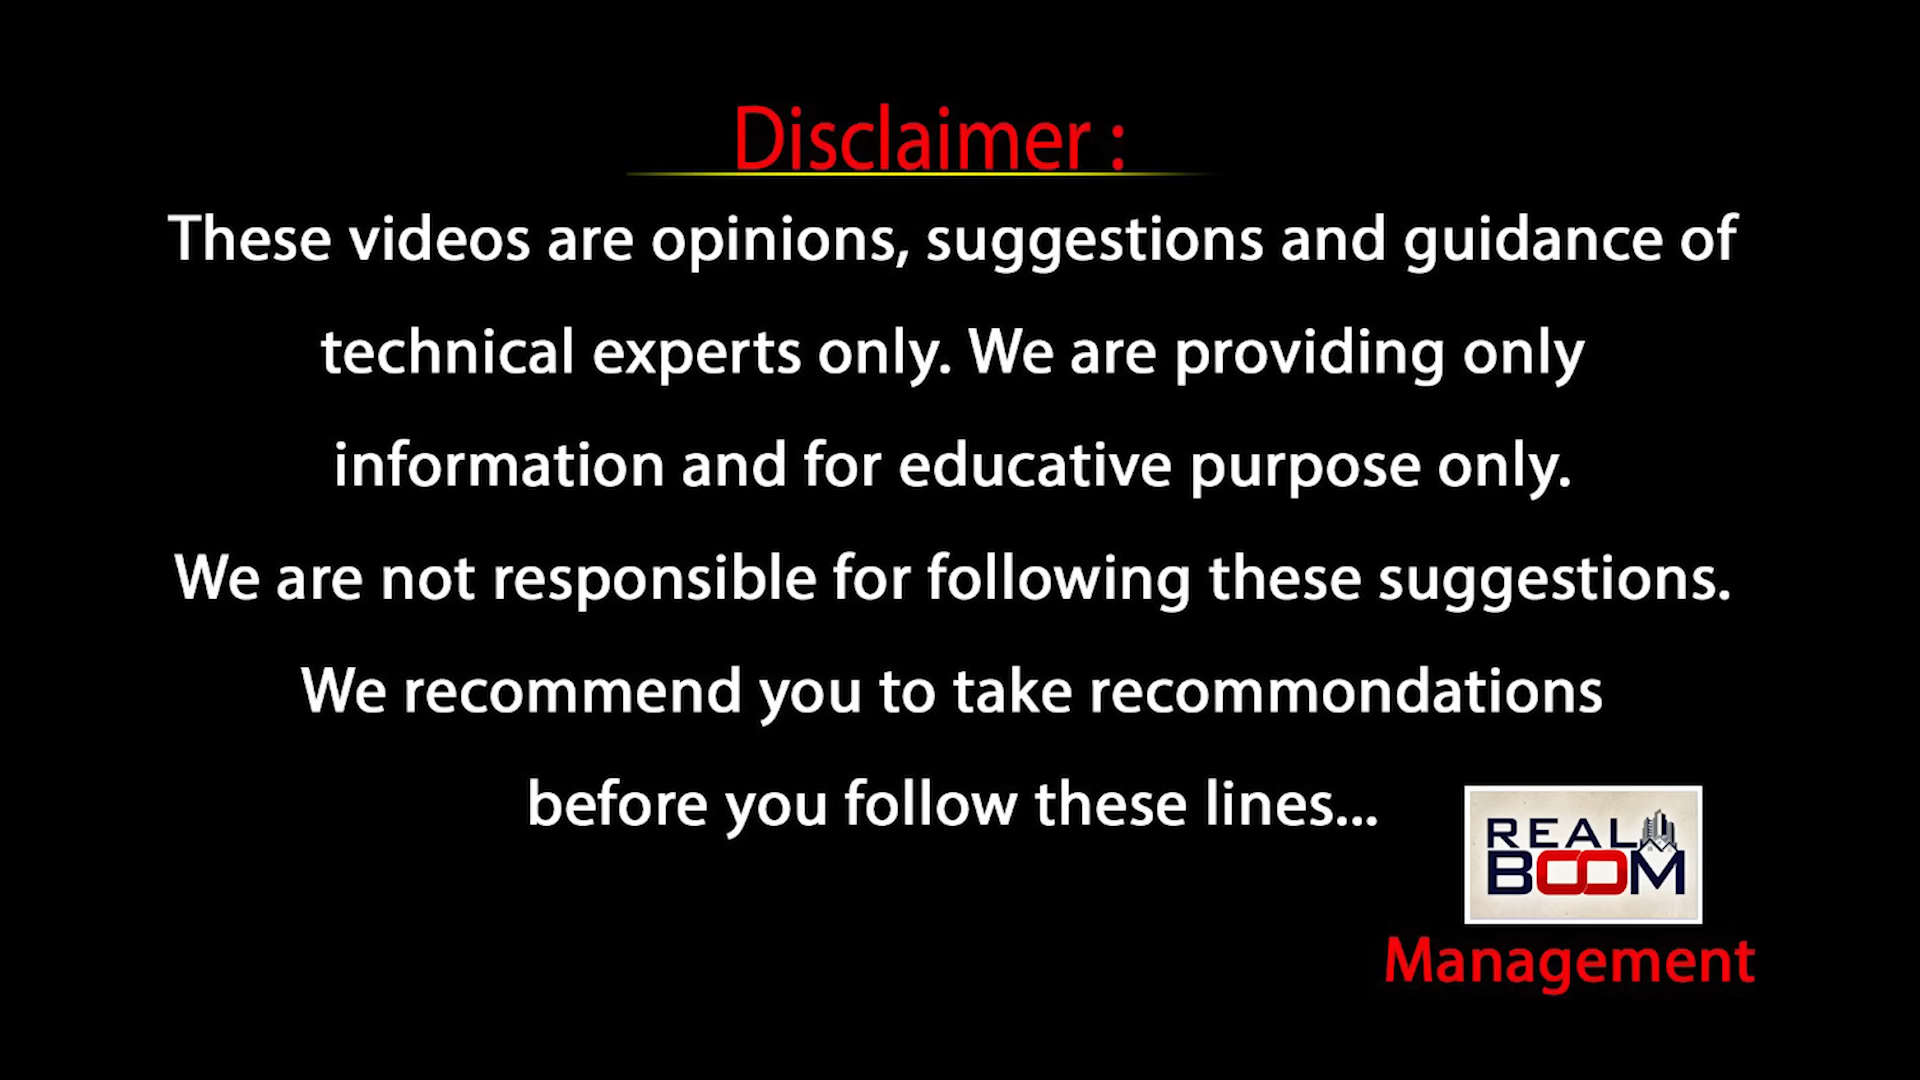 Disclaimer :
These videos are opinions, suggestions and guidance of
technical experts only. We are providing only
information and for educative purpose only.
We are not responsible for following these suggestions.
We recommend you to take recommondations
before you follow these lines...
REAL
BOOM
Management